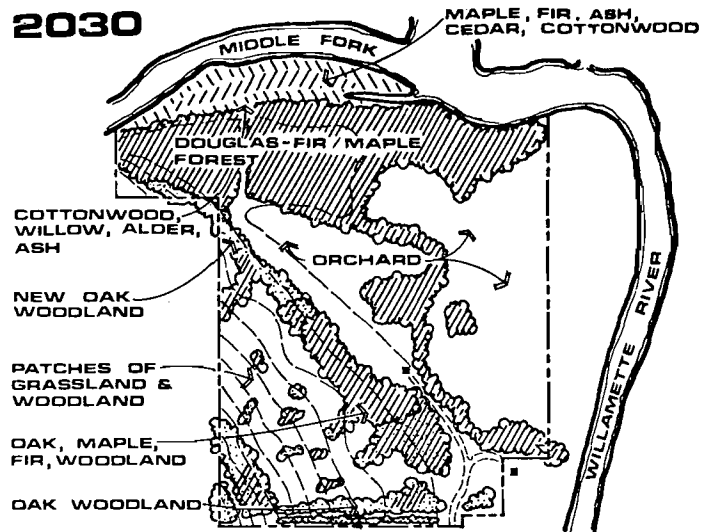 2030
MAPLE, FIR, ASH,
CEDAR, COTTONWOOD
MIDDLE FORK
DOUGLAS-FIR/MAPLE
FOREST
COTTONWOOD,
WILLOW, ALDER,
ASH
ORCHARD
NEW OAK
WOODLAND
PATCHES OF
GRASSLAND &
WOODLAND
OAK, MAPLE,
FIR, WOODLAND
OAK WOODLAND
WILLAMETTE RIVER